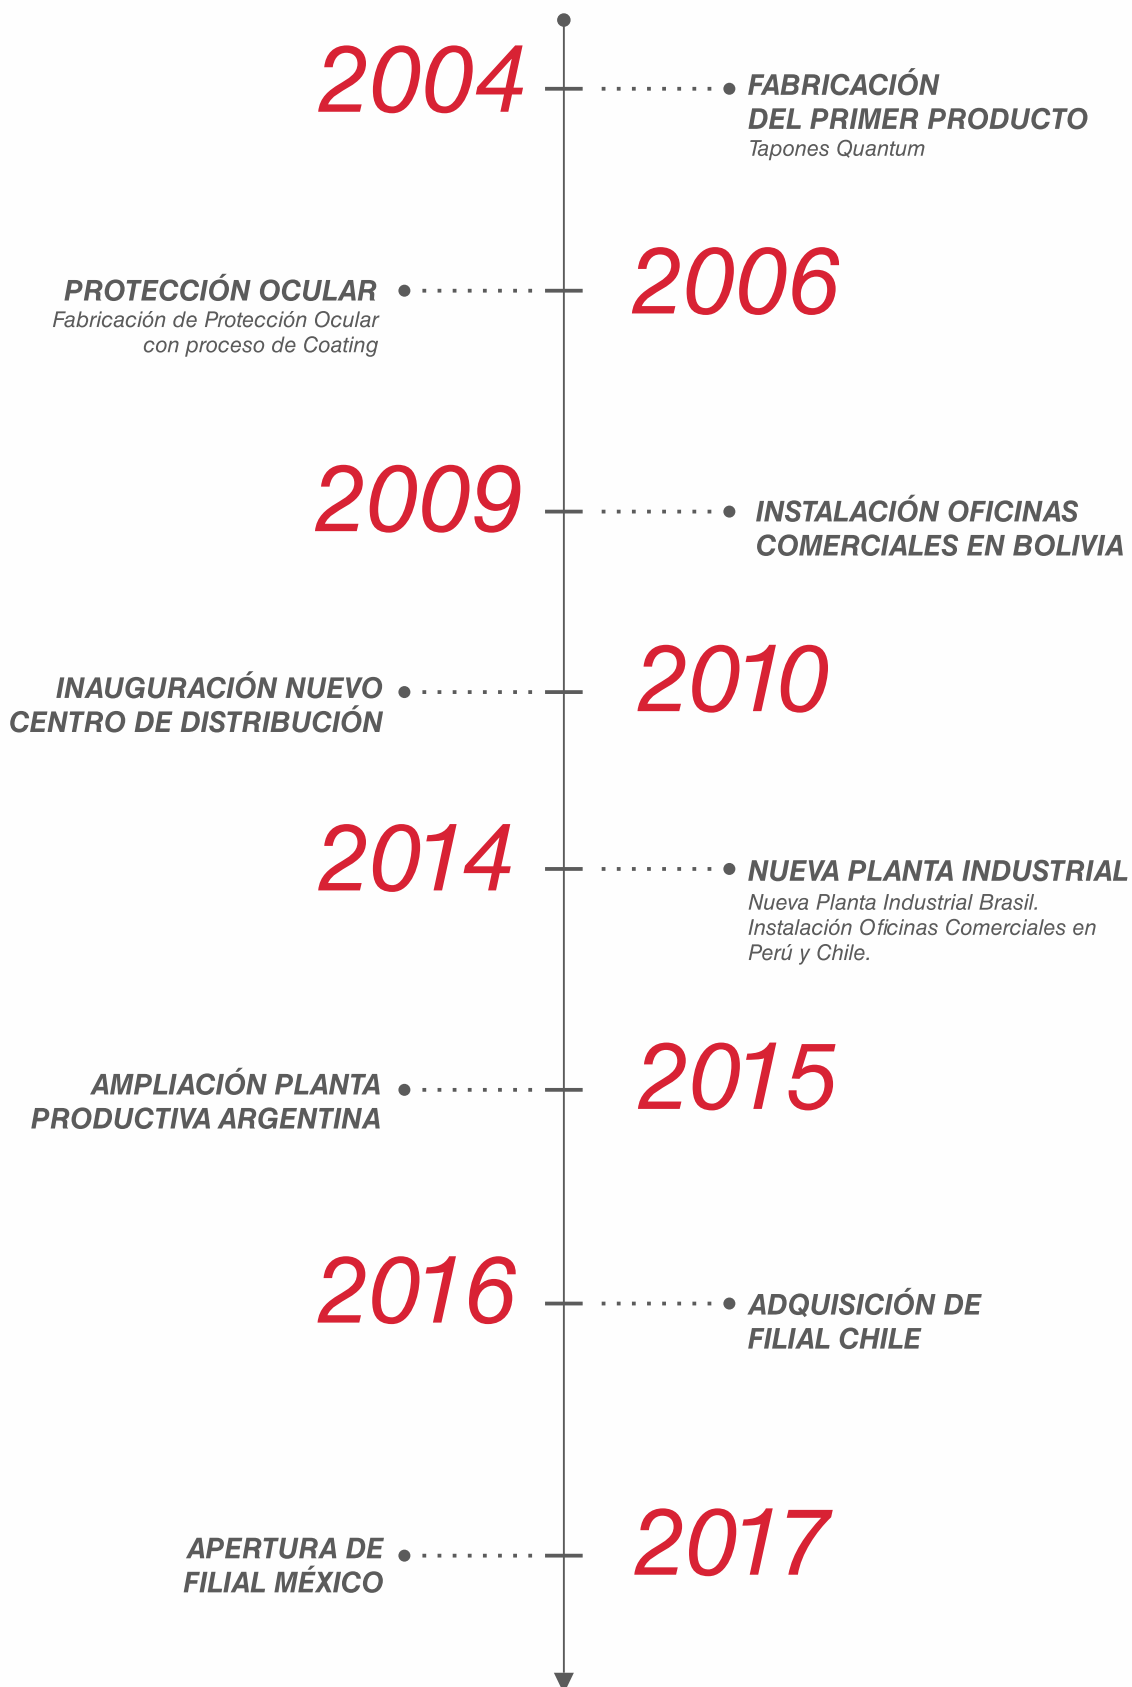 2004
FABRICACIÓN
DEL PRIMER PRODUCTO
Tapones Quantum
2006
PROTECCIÓN OCULAR
Fabricación de Protección Ocular
con proceso de Coating
2009
INSTALACIÓN OFICINAS
COMERCIALES EN BOLIVIA
2010
INAUGURACIÓN NUEVO
CENTRO DE DISTRIBUCIÓN
2014
NUEVA PLANTA INDUSTRIAL
Nueva Planta Industrial Brasil.
Instalación Oficinas Comerciales en
Perú y Chile.
2015
AMPLIACIÓN PLANTA
PRODUCTIVA ARGENTINA
2016
ADQUISICIÓN DE
FILIAL CHILE
2017
APERTURA DE
FILIAL MÉXICO